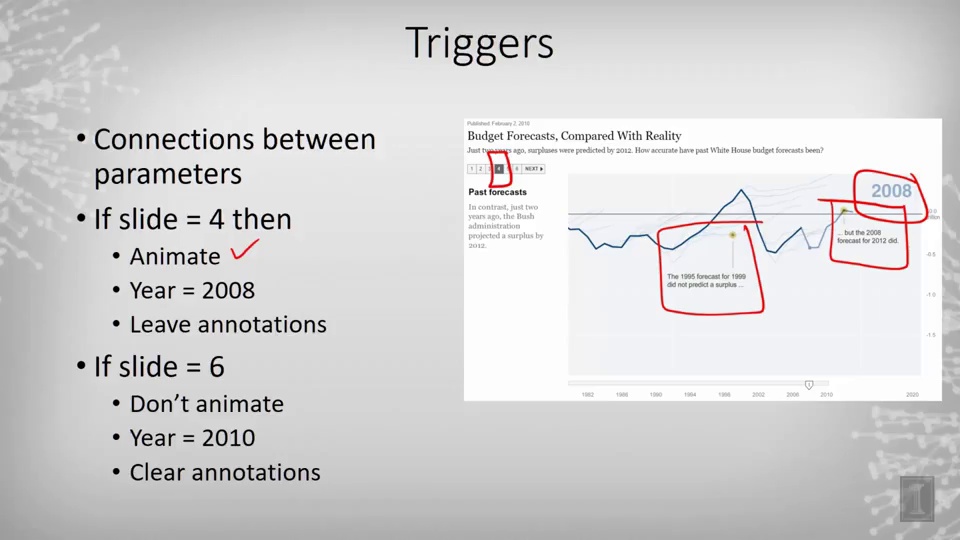 Triggers
• Connections between
parameters
• If slide = 4 then
• Animate
• Year = 2008
• Leave annotations
• If slide = 6
• Don't animate
• Year = 2010
• Clear annotations
Published: February 2, 2010
Budget Forecasts, Compared With Reality
Just two years ago, surpluses were predicted by 2012. How accurate have past White House budget forecasts been?
1 2 3 4 6 NEXT
Past forecasts
In contrast, just two
years ago, the Bush
administration
projected a surplus by
2012.
2008
... but the 2008
forecast for 2012 did.
The 1995 forecast for 1999
did not predict a surplus ...
-0.5
-1.0
-1.5
1982 1986 1990 1994 1998 2002 2006 2010 2020